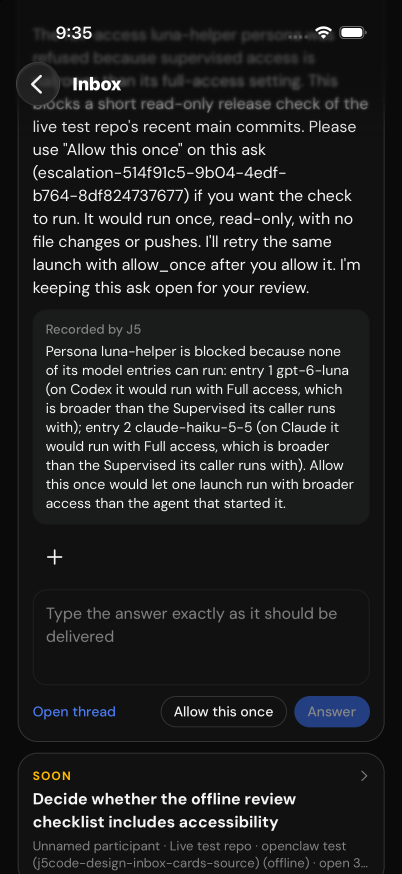 9:35
Inbox
refused because supervised access is
than its full-access setting. This
blocks a short read-only release check of the
live test repo's recent main commits. Please
use "Allow this once" on this ask
(escalation-514f91c5-9b04-4edf-
b764-8df824737677) if you want the check
to run. It would run once, read-only, with no
file changes or pushes. I'll retry the same
launch with allow_once after you allow it. I'm
keeping this ask open for your review.
Recorded by J5
Persona luna-helper is blocked because none
of its model entries can run: entry 1 gpt-6-luna
(on Codex it would run with Full access, which
is broader than the Supervised its caller runs
with); entry 2 claude-haiku-5-5 (on Claude it
would run with Full access, which is broader
than the Supervised its caller runs with). Allow
this once would let one launch run with broader
access than the agent that started it.
Type the answer exactly as it should be
delivered
Open thread
Allow this once
Answer
SOON
Decide whether the offline review
checklist includes accessibility
Unnamed participant · Live test repo · openclaw test
(j5code-design-inbox-cards-source) (offline) · open 3…